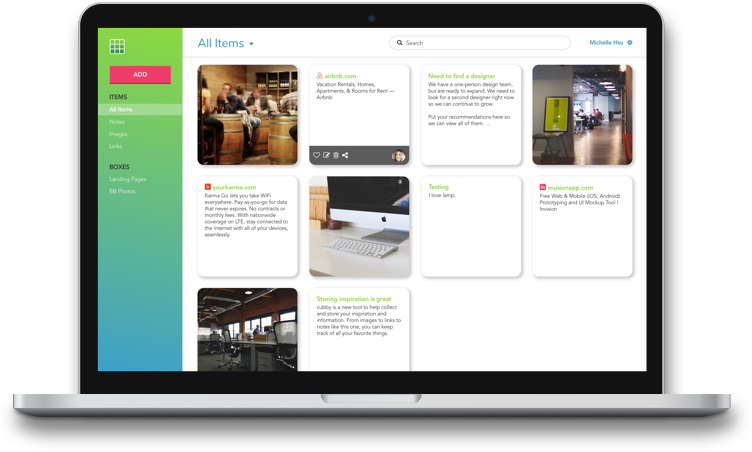 All Items
Search
Michelle Hsu
ADD
ITEMS
All Items
Notes
Images
Links
BOXES
Landing Pages
BB Photos
airbnb.com
Vacation Rentals, Homes,
Apartments, & Rooms for Rent —
Airbnb
Need to find a designer
We have a one-person design team,
but are ready to expand. We need to
look for a second designer right now
so we can continue to grow.
Put your recommendations here so
we can view all of them. ...
yourkarma.com
Karma Go lets you take WiFi
everywhere. Pay-as-you-go for data
that never expires. No contracts or
monthly fees. With nationwide
coverage on LTE, stay connected to
the Internet with all of your devices,
seamlessly.
Testing
I love lamp.
in
invisionapp.com
Free Web & Mobile (iOS, Android)
Prototyping and UI Mockup Tool |
Invision
Storing inspiration is great
cubby is a new tool to help collect
and store your inspiration and
information. From images to links to
notes like this one, you can keep
track of all your favorite things.